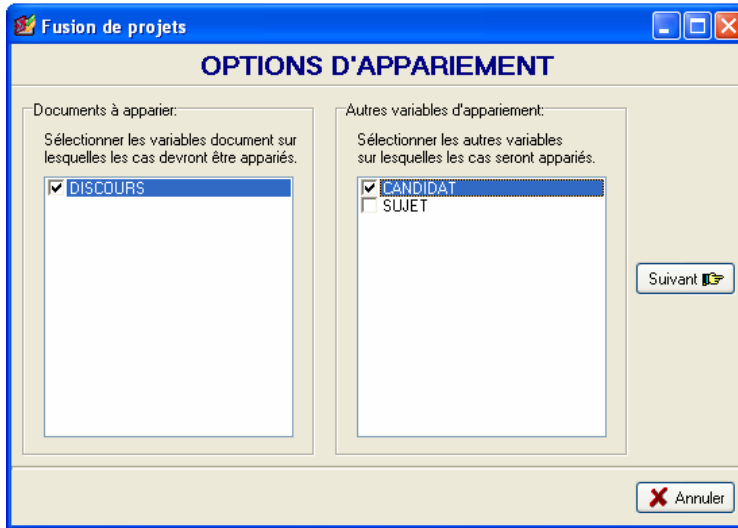 Fusion de projets
OPTIONS D'APPARIEMENT
Documents à apparier:
Sélectionner les variables document sur
lesquelles les cas devront être appariés.
DISCOURS
Autres variables d'appariement:
Sélectionner les autres variables
sur lesquelles les cas seront appariés.
CANDIDAT
SUJET
Suivant
Annuler